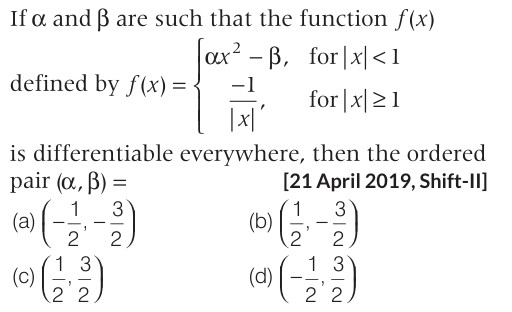 If α and β are such that the function f(x)
defined by f(x) = { αx² − β, for |x| < 1
−1/|x|, for |x| ≥ 1
is differentiable everywhere, then the ordered
pair (α, β) = [21 April 2019, Shift-II]
(a) (−1/2, −3/2) (b) (1/2, −3/2)
(c) (1/2, 3/2) (d) (−1/2, 3/2)